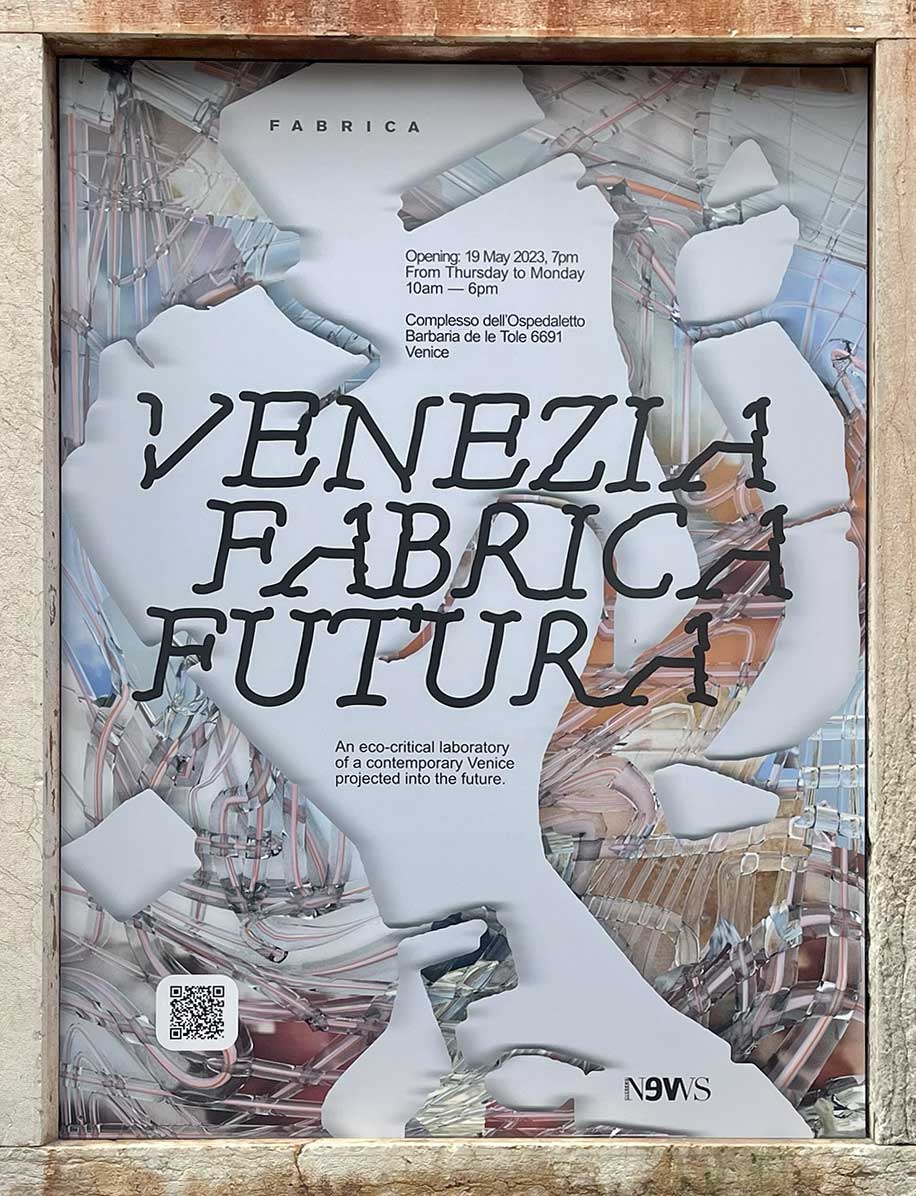 FABRICA
Opening: 19 May 2023, 7pm
From Thursday to Monday
10am — 6pm
Complesso dell'Ospedaletto
Barbaria de le Tole 6691
Venice
VENEZIA
FABRICA
FUTURA
An eco-critical laboratory
of a contemporary Venice
projected into the future.
NEWS